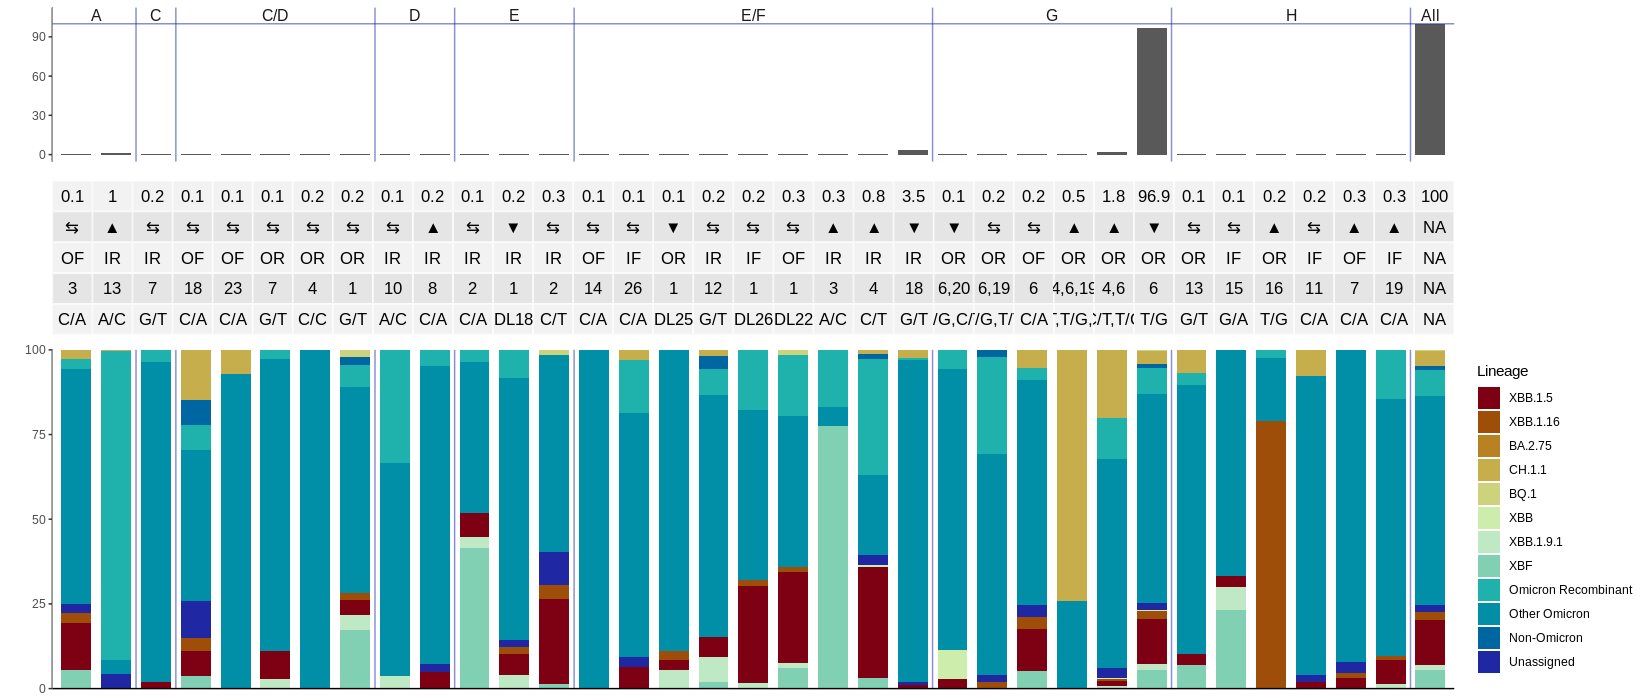 A C C/D D E E/F G H All
90
60
30
0
0.1 1 0.2 0.1 0.1 0.1 0.2 0.2 0.1 0.2 0.1 0.2 0.3 0.1 0.1 0.1 0.2 0.2 0.3 0.3 0.8 3.5 0.1 0.2 0.2 0.5 1.8 96.9 0.1 0.1 0.2 0.2 0.3 0.3 100
⇆ ▲ ⇆ ⇆ ⇆ ⇆ ⇆ ⇆ ⇆ ▲ ⇆ ▼ ⇆ ⇆ ⇆ ▼ ⇆ ⇆ ⇆ ▲ ▲ ▼ ▼ ⇆ ⇆ ▲ ▲ ▼ ⇆ ⇆ ▲ ⇆ ▲ ▲ NA
OF IR IR OF OF OR OR OR IR IR IR IR IR OF IF OR IR IF OF IR IR IR OR OR OF OR OR OR OR IF OR IF OF IF NA
3 13 7 18 23 7 4 1 10 8 2 1 2 14 26 1 12 1 1 3 4 18 6,20 6,19 6 4,6,19 4,6 6 13 15 16 11 7 19 NA
C/A A/C G/T C/A C/A G/T C/C G/T A/C C/A C/A DL18 C/T C/A C/A DL25 G/T DL26 DL22 A/C C/T G/T /G,C/ /G,T/ C/A ,T/G, /T,T/ T/G G/T G/A T/G C/A C/A C/A NA
100
75
50
25
0
Lineage
XBB.1.5
XBB.1.16
BA.2.75
CH.1.1
BQ.1
XBB
XBB.1.9.1
XBF
Omicron Recombinant
Other Omicron
Non-Omicron
Unassigned